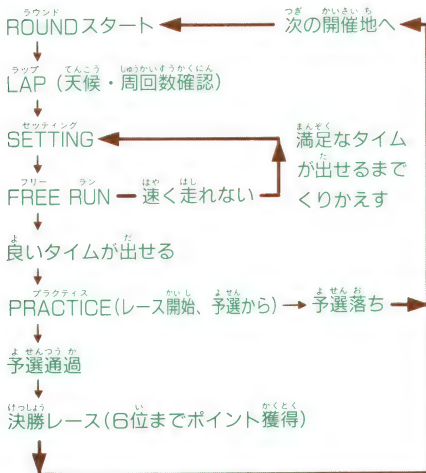 ROUNDスタート
次の開催地へ
LAP(天候・周回数確認)
SETTING
満足なタイム
が出せるまで
くりかえす
FREE RUN
速く走れない
良いタイムが出せる
PRACTICE(レース開始、予選から)
予選落ち
予選通過
決勝レース(6位までポイント獲得)